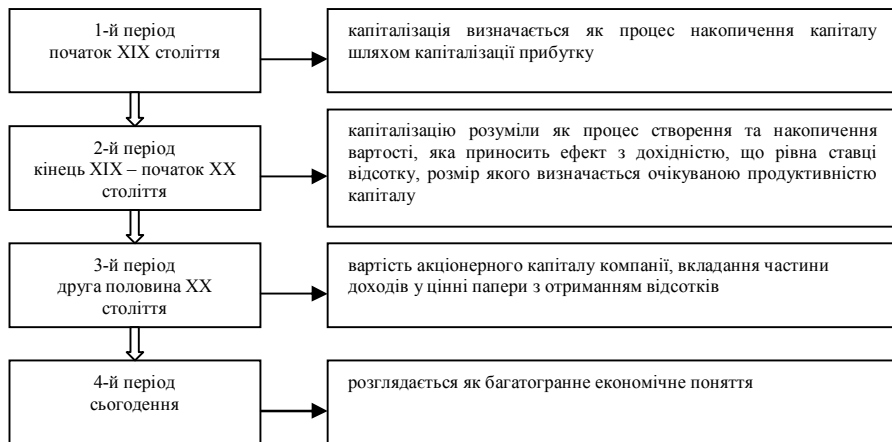 1-й період
початок XIX століття
капіталізація визначається як процес накопичення капіталу
шляхом капіталізації прибутку
2-й період
кінець XIX – початок XX
століття
капіталізацію розуміли як процес створення та накопичення
вартості, яка приносить ефект з дохідністю, що рівна ставці
відсотку, розмір якого визначається очікуваною продуктивністю
капіталу
3-й період
друга половина XX
століття
вартість акціонерного капіталу компанії, вкладання частини
доходів у цінні папери з отриманням відсотків
4-й період
сьогодення
розглядається як багатогранне економічне поняття